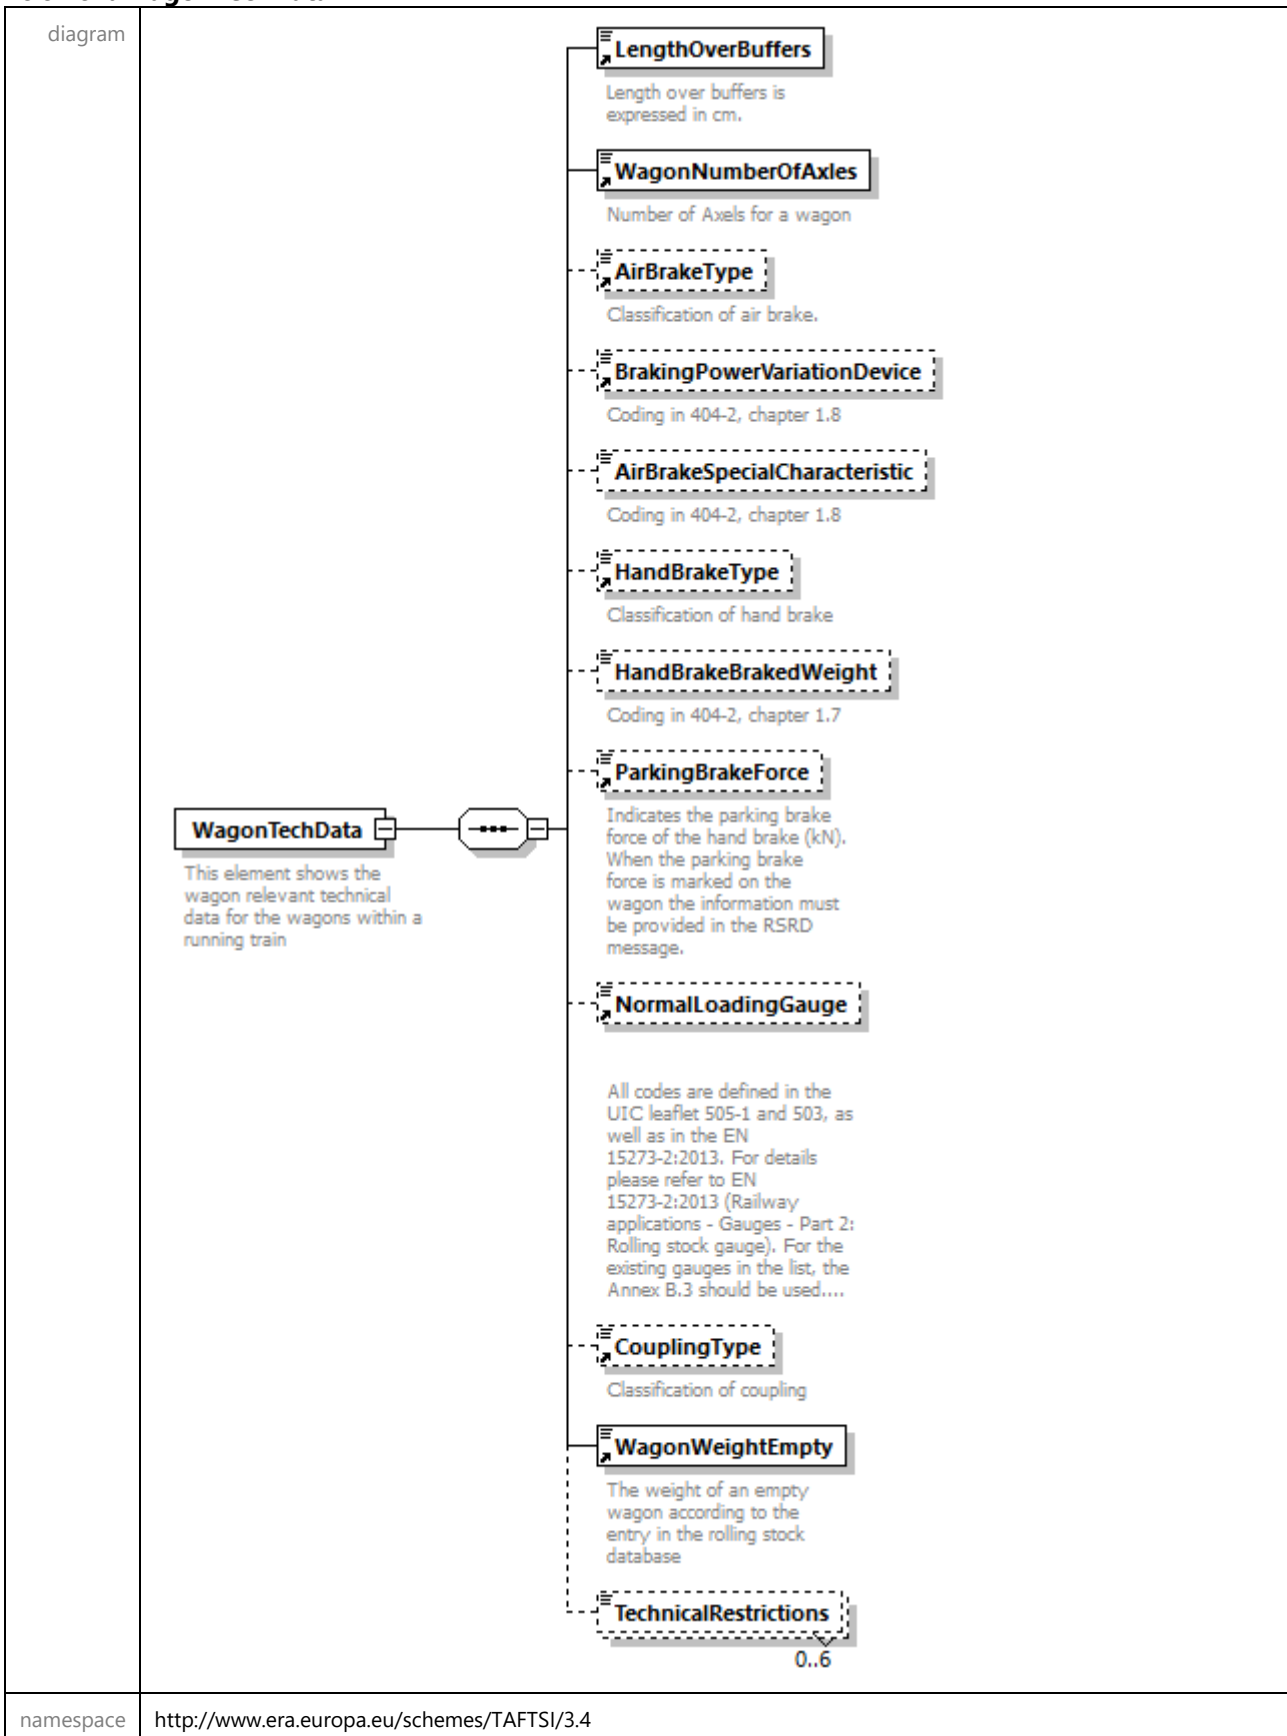 diagram
LengthOverBuffers
Length over buffers is
expressed in cm.
WagonNumberOfAxles
Number of Axels for a wagon
AirBrakeType
Classification of air brake.
BrakingPowerVariationDevice
Coding in 404-2, chapter 1.8
AirBrakeSpecialCharacteristic
Coding in 404-2, chapter 1.8
HandBrakeType
Classification of hand brake
HandBrakeBrakedWeight
Coding in 404-2, chapter 1.7
ParkingBrakeForce
Indicates the parking brake
force of the hand brake (kN).
When the parking brake
force is marked on the
wagon the information must
be provided in the RSRD
message.
WagonTechData
This element shows the
wagon relevant technical
data for the wagons within a
running train
NormalLoadingGauge
All codes are defined in the
UIC leaflet 505-1 and 503, as
well as in the EN
15273-2:2013. For details
please refer to EN
15273-2:2013 (Railway
applications - Gauges - Part 2:
Rolling stock gauge). For the
existing gauges in the list, the
Annex B.3 should be used....
CouplingType
Classification of coupling
WagonWeightEmpty
The weight of an empty
wagon according to the
entry in the rolling stock
database
TechnicalRestrictions
0..6
namespace
http://www.era.europa.eu/schemes/TAFTSI/3.4